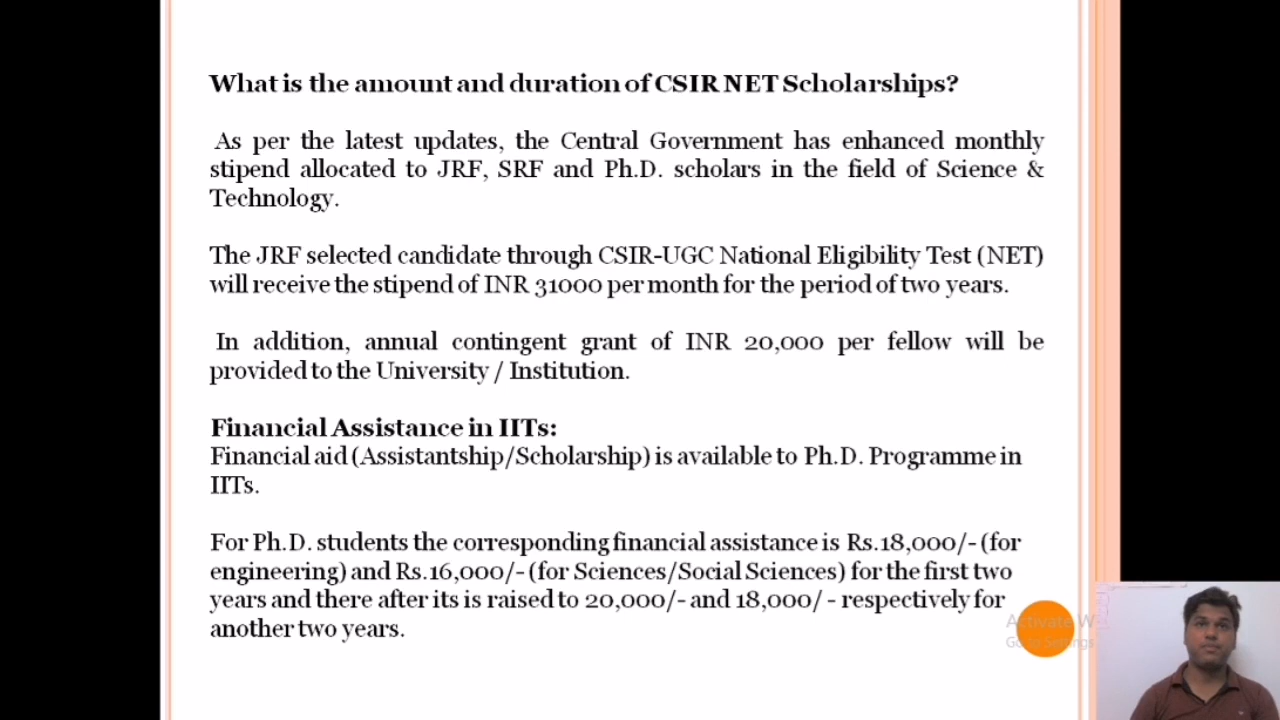 What is the amount and duration of CSIR NET Scholarships?
As per the latest updates, the Central Government has enhanced monthly
stipend allocated to JRF, SRF and Ph.D. scholars in the field of Science &
Technology.
The JRF selected candidate through CSIR-UGC National Eligibility Test (NET)
will receive the stipend of INR 31000 per month for the period of two years.
In addition, annual contingent grant of INR 20,000 per fellow will be
provided to the University / Institution.
Financial Assistance in IITs:
Financial aid (Assistantship/Scholarship) is available to Ph.D. Programme in
IITs.
For Ph.D. students the corresponding financial assistance is Rs.18,000/- (for
engineering) and Rs.16,000/- (for Sciences/Social Sciences) for the first two
years and there after its is raised to 20,000/- and 18,000/ - respectively for
another two years.
Activate W
Go to Settings